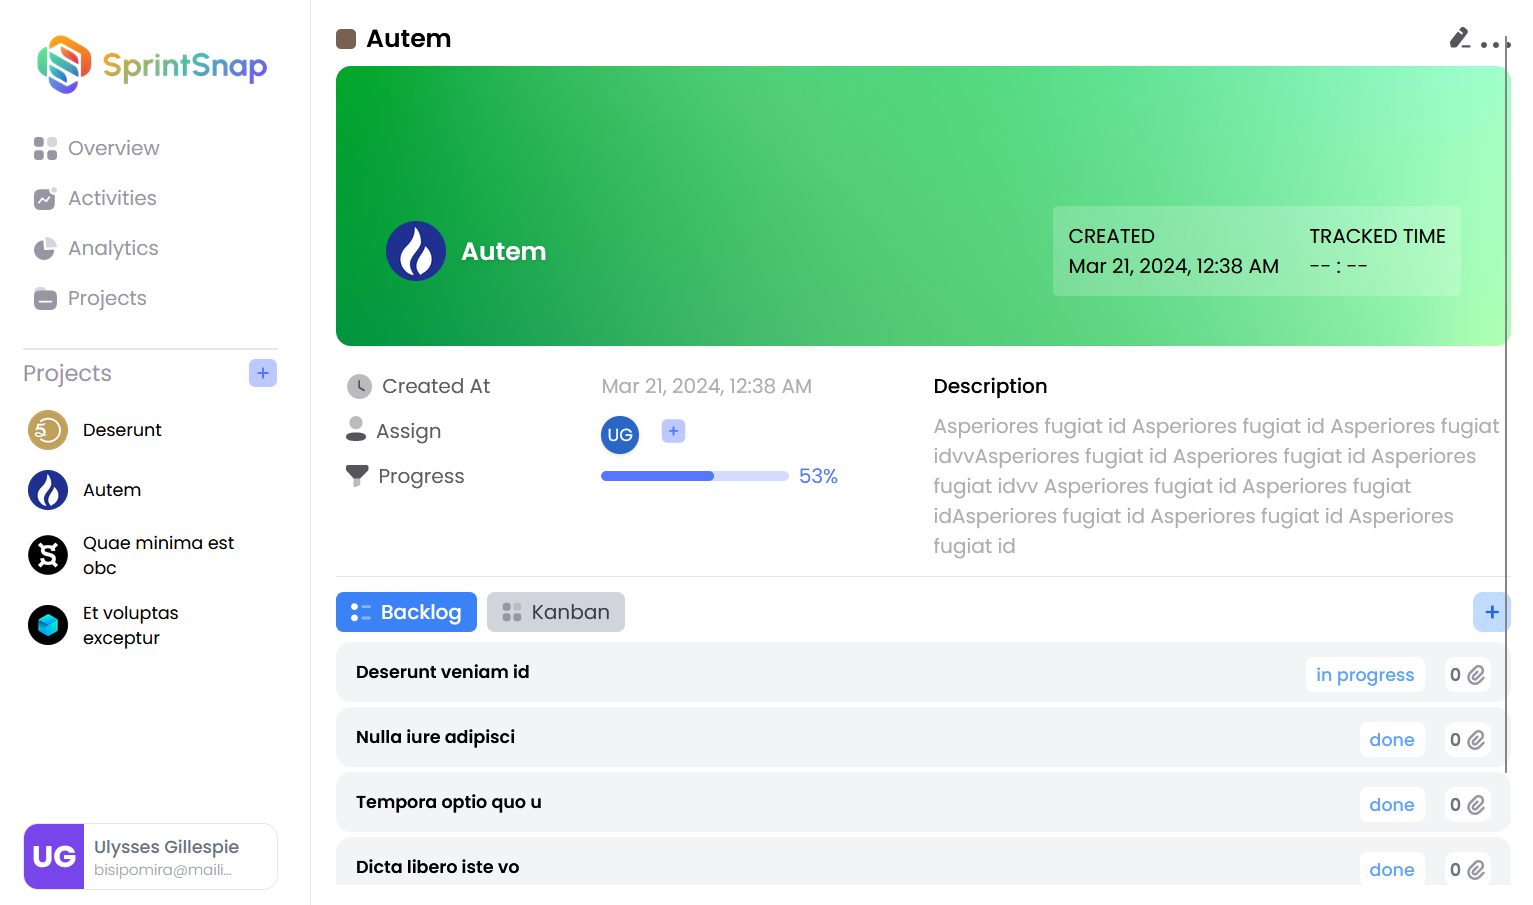 SprintSnap
Overview
Activities
Analytics
Projects
Projects
+
Deserunt
Autem
Quae minima est
obc
Et voluptas
exceptur
UG
Ulysses Gillespie
bisipomira@maili...
Autem
Autem
CREATED
Mar 21, 2024, 12:38 AM
TRACKED TIME
-- : --
Created At
Mar 21, 2024, 12:38 AM
Assign
UG
+
Progress
53%
Description
Asperiores fugiat id Asperiores fugiat id Asperiores fugiat
idvvAsperiores fugiat id Asperiores fugiat id Asperiores
fugiat idvv Asperiores fugiat id Asperiores fugiat
idAsperiores fugiat id Asperiores fugiat id Asperiores
fugiat id
Backlog
Kanban
+
Deserunt veniam id
in progress
0
Nulla iure adipisci
done
0
Tempora optio quo u
done
0
Dicta libero iste vo
done
0